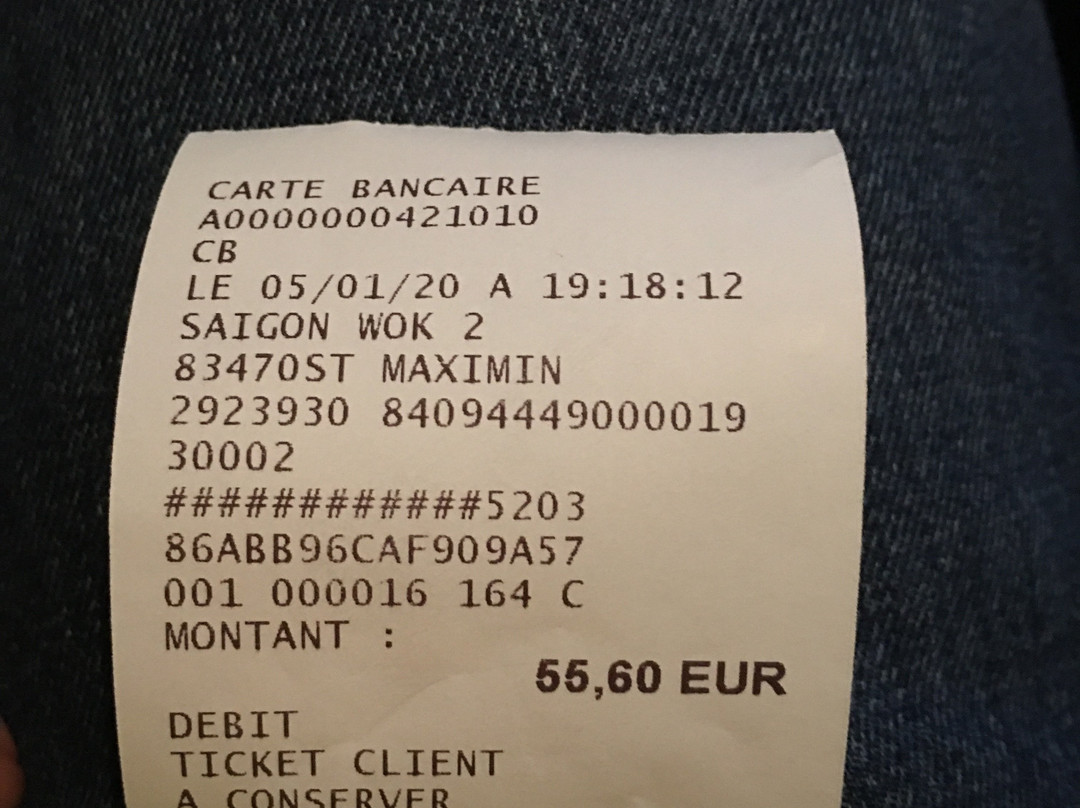 CARTE BANCAIRE
A0000000421010
CB
LE 05/01/20 A 19:18:12
SAIGON WOK 2
83470ST MAXIMIN
2923930 84094449000019
30002
############5203
86ABB96CAF909A57
001 000016 164 C
MONTANT :
55,60 EUR
DEBIT
TICKET CLIENT
A CONSERVER